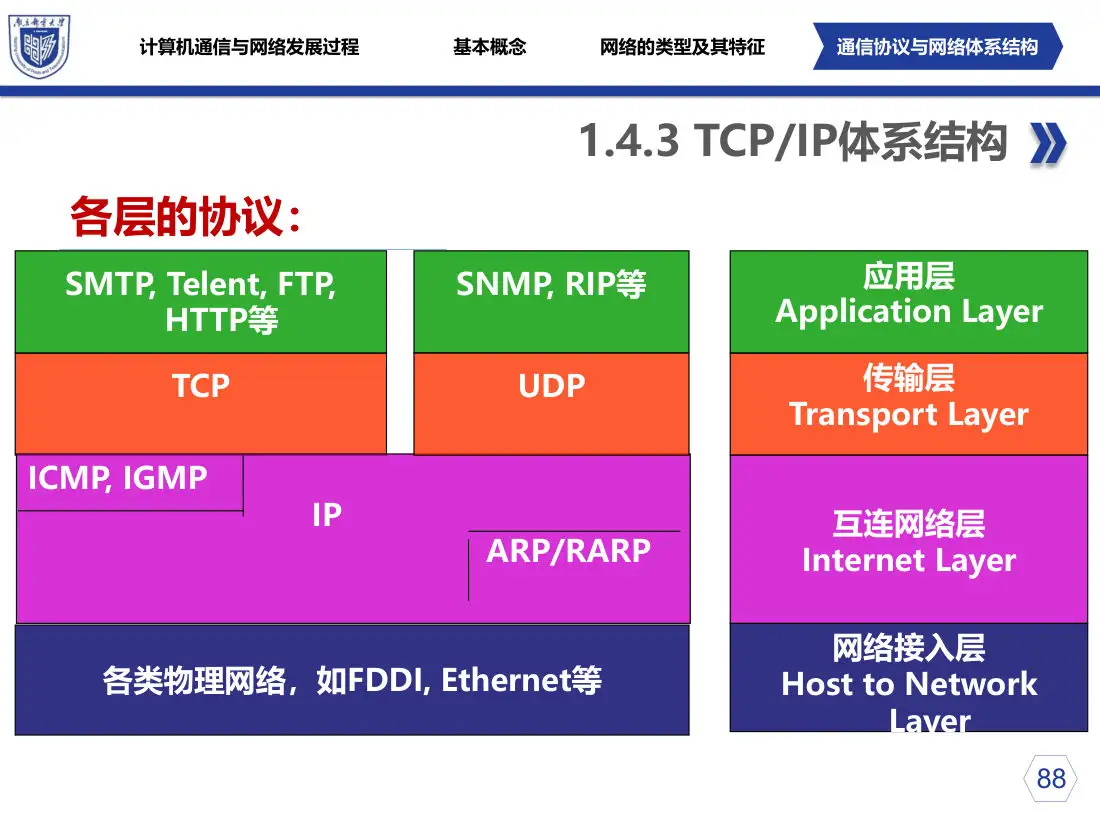 南京邮电大学
计算机通信与网络发展过程
基本概念
网络的类型及其特征
通信协议与网络体系结构
1.4.3 TCP/IP体系结构
各层的协议：
SMTP, Telent, FTP,
HTTP等
SNMP, RIP等
应用层
Application Layer
TCP
UDP
传输层
Transport Layer
ICMP, IGMP
IP
ARP/RARP
互连网络层
Internet Layer
各类物理网络，如FDDI, Ethernet等
网络接入层
Host to Network
Layer
88